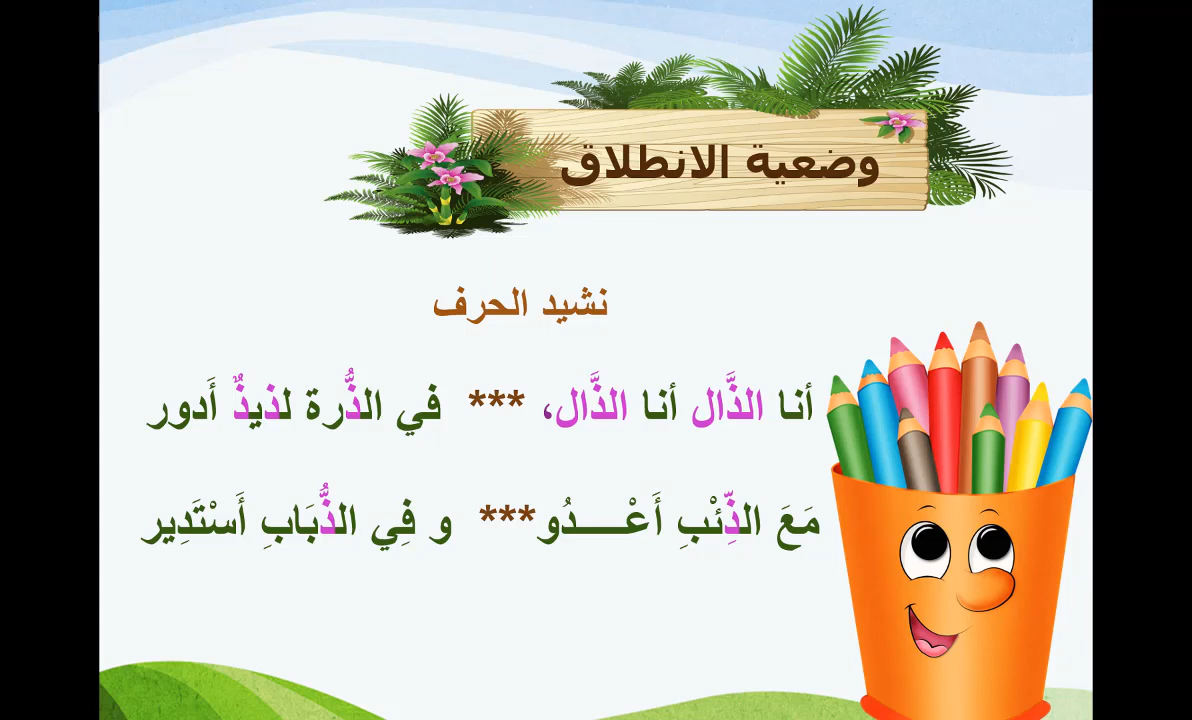 وضعية الانطلاق
نشيد الحرف
أنا الذَّال أنا الذَّال، *** في الذُّرة لذيذٌ أَدور
مَعَ الذِّئْبِ أَعْـــــدُو*** و فِي الذُّبَابِ أَسْتَدِير